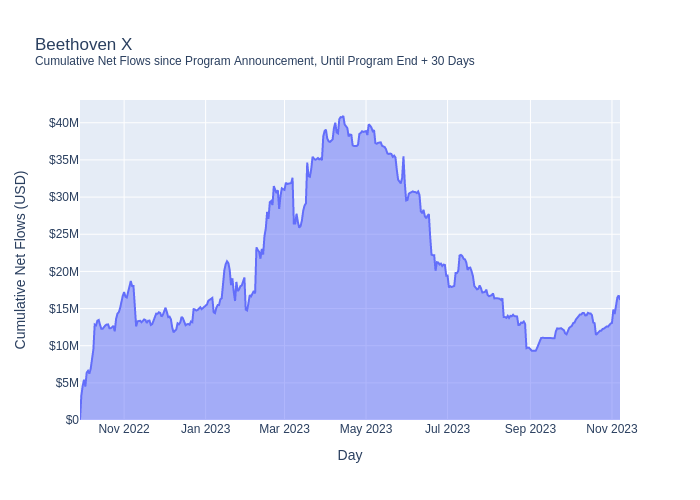 Beethoven X
Cumulative Net Flows since Program Announcement, Until Program End + 30 Days
Cumulative Net Flows (USD)
$40M
$35M
$30M
$25M
$20M
$15M
$10M
$5M
$0
Nov 2022 Jan 2023 Mar 2023 May 2023 Jul 2023 Sep 2023 Nov 2023
Day